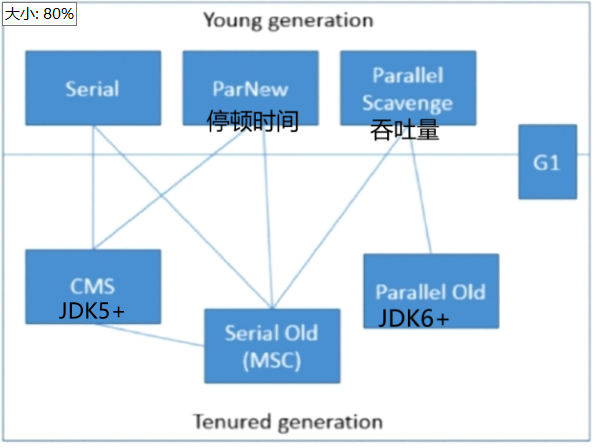 大小: 80%
Young generation
Serial
ParNew
停顿时间
Parallel
Scavenge
吞吐量
G1
CMS
JDK5+
Serial Old
(MSC)
Parallel Old
JDK6+
Tenured generation